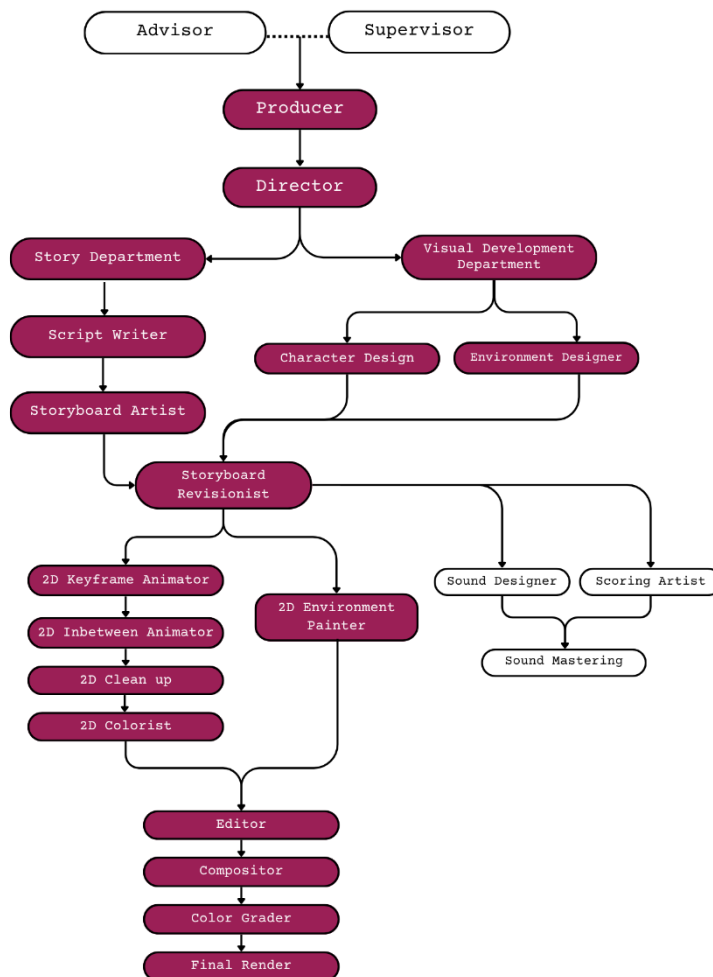 Advisor
Supervisor
Producer
Director
Story Department
Visual Development
Department
Script Writer
Character Design
Environment Designer
Storyboard Artist
Storyboard
Revisionist
2D Keyframe Animator
2D Environment
Painter
Sound Designer
Scoring Artist
2D Inbetween Animator
Sound Mastering
2D Clean up
2D Colorist
Editor
Compositor
Color Grader
Final Render